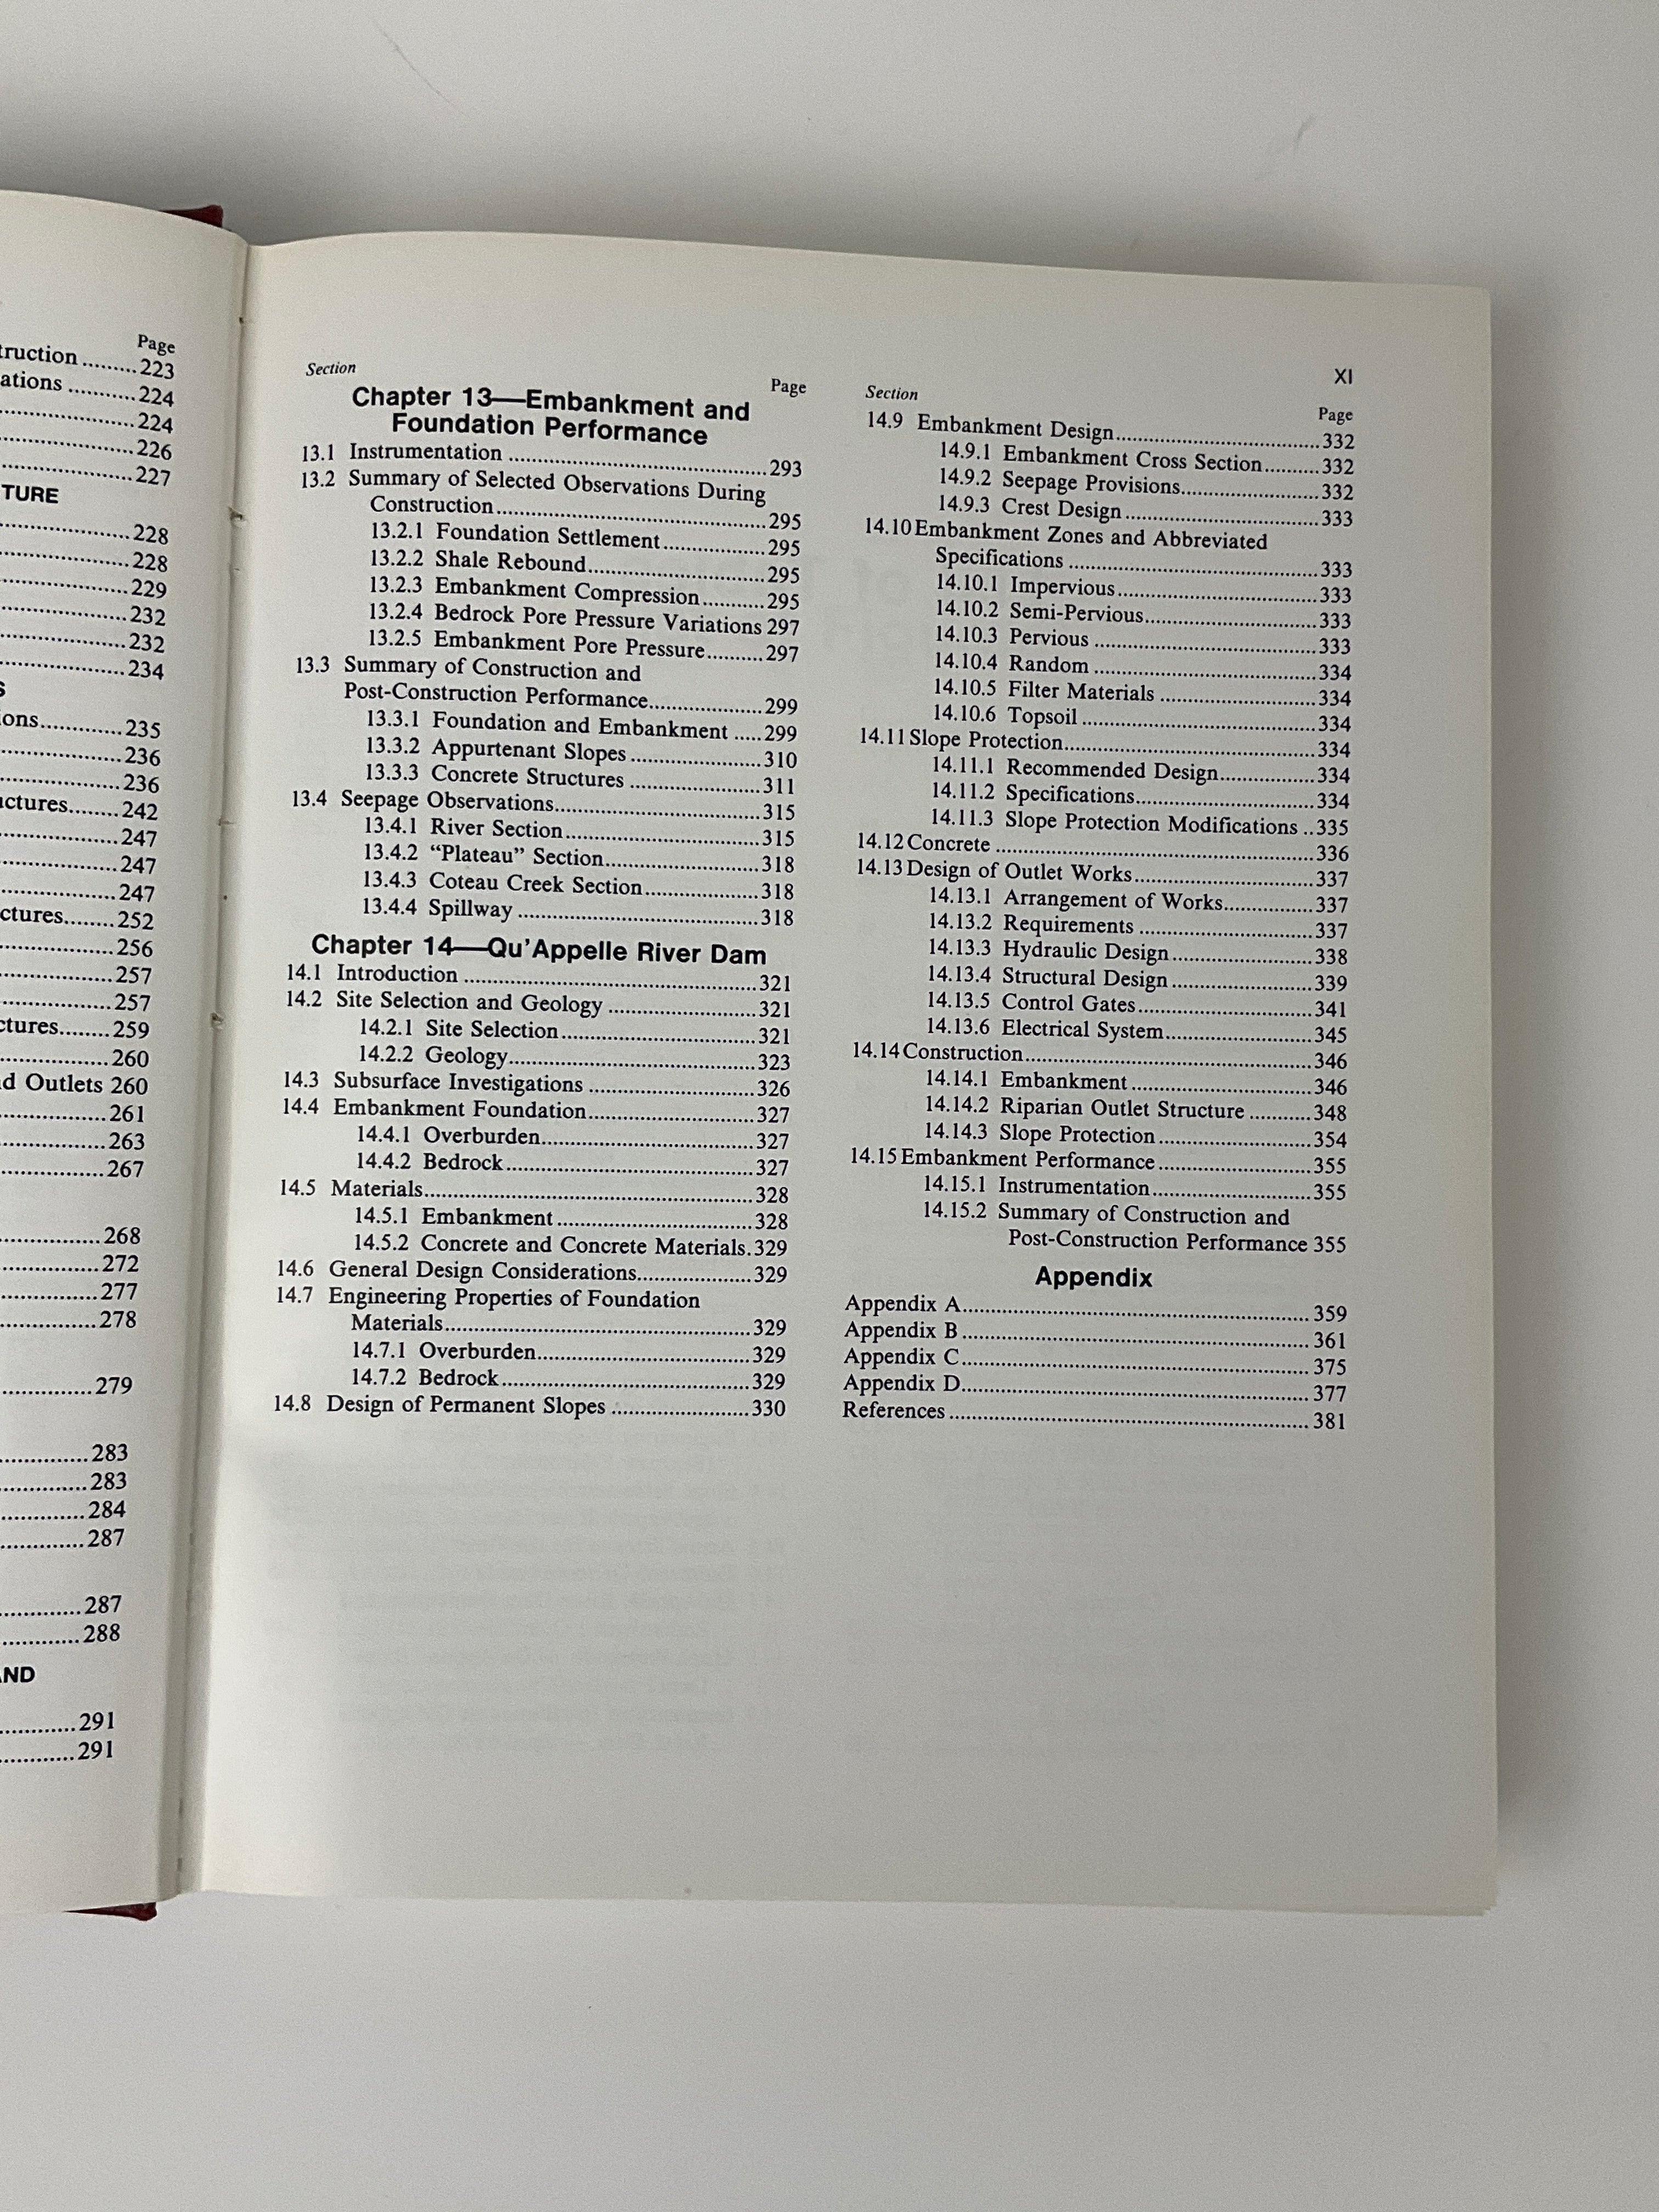 Page
truction.........223
ations...........224
........................224
........................226
........................227
TURE
........................228
........................228
........................229
........................232
........................232
........................234
S
ions............235
........................236
........................236
uctures........242
........................247
........................247
........................247
ctures........252
........................256
........................257
........................257
ctures........259
........................260
d Outlets 260
........................261
........................263
........................267
........................268
........................272
........................277
........................278
........................279
........................283
........................283
........................284
........................287
........................287
........................288
AND
........................291
........................291
Section
Page
Chapter 13—Embankment and
Foundation Performance
13.1 Instrumentation ........................293
13.2 Summary of Selected Observations During
Construction........................295
13.2.1 Foundation Settlement................295
13.2.2 Shale Rebound........................295
13.2.3 Embankment Compression..........295
13.2.4 Bedrock Pore Pressure Variations 297
13.2.5 Embankment Pore Pressure..........297
13.3 Summary of Construction and
Post-Construction Performance..................299
13.3.1 Foundation and Embankment .....299
13.3.2 Appurtenant Slopes ....................310
13.3.3 Concrete Structures ....................311
13.4 Seepage Observations........................315
13.4.1 River Section........................315
13.4.2 “Plateau” Section........................318
13.4.3 Coteau Creek Section..................318
13.4.4 Spillway ........................318
Chapter 14—Qu’Appelle River Dam
14.1 Introduction ........................321
14.2 Site Selection and Geology ........................321
14.2.1 Site Selection........................321
14.2.2 Geology........................323
14.3 Subsurface Investigations ........................326
14.4 Embankment Foundation........................327
14.4.1 Overburden........................327
14.4.2 Bedrock........................327
14.5 Materials........................328
14.5.1 Embankment ........................328
14.5.2 Concrete and Concrete Materials.329
14.6 General Design Considerations..................329
14.7 Engineering Properties of Foundation
Materials........................329
14.7.1 Overburden........................329
14.7.2 Bedrock........................329
14.8 Design of Permanent Slopes ......................330
XI
Section
Page
14.9 Embankment Design........................332
14.9.1 Embankment Cross Section.........332
14.9.2 Seepage Provisions......................332
14.9.3 Crest Design ........................333
14.10 Embankment Zones and Abbreviated
Specifications ........................333
14.10.1 Impervious........................333
14.10.2 Semi-Pervious........................333
14.10.3 Pervious ........................333
14.10.4 Random ........................334
14.10.5 Filter Materials ........................334
14.10.6 Topsoil ........................334
14.11 Slope Protection........................334
14.11.1 Recommended Design...............334
14.11.2 Specifications........................334
14.11.3 Slope Protection Modifications ..335
14.12 Concrete ........................336
14.13 Design of Outlet Works........................337
14.13.1 Arrangement of Works..............337
14.13.2 Requirements ........................337
14.13.3 Hydraulic Design......................338
14.13.4 Structural Design ......................339
14.13.5 Control Gates........................341
14.13.6 Electrical System........................345
14.14 Construction........................346
14.14.1 Embankment ........................346
14.14.2 Riparian Outlet Structure ..........348
14.14.3 Slope Protection ........................354
14.15 Embankment Performance........................355
14.15.1 Instrumentation........................355
14.15.2 Summary of Construction and
Post-Construction Performance 355
Appendix
Appendix A........................359
Appendix B ........................361
Appendix C........................375
Appendix D........................377
References ........................381